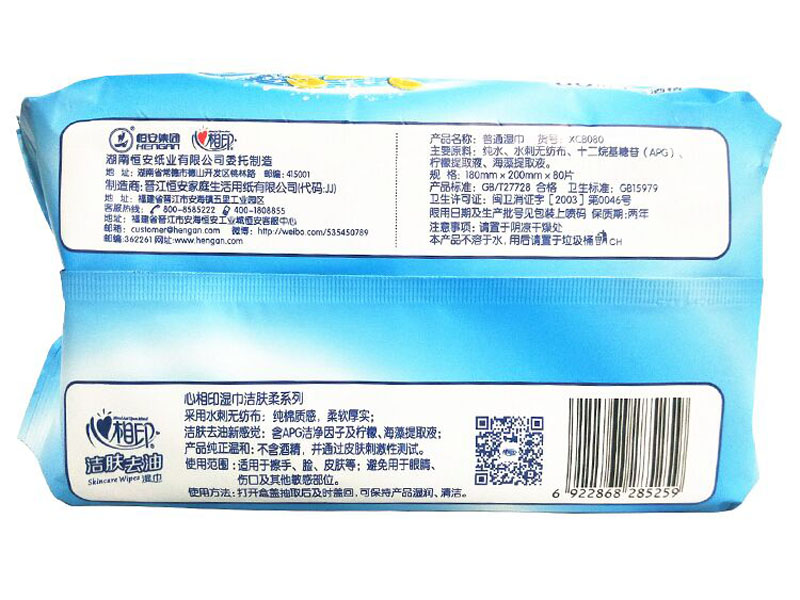 恒安集团
HENGAN
心相印
湖南恒安纸业有限公司委托制造
地 址: 湖南省常德市德山开发区桃林路 邮编: 415001
制造商: 晋江恒安家庭生活用纸有限公司(代码:JJ)
地 址: 福建省晋江市安海镇五里工业园区
客服热线: 800-8585222 400-1808855
地址: 福建省晋江市安海恒安工业城恒安客服中心
邮箱: customer@hengan.com 微博: http://weibo.com/535450789
邮编:362261 网址:www.hengan.com
产品名称: 普通湿巾 货号: XCB080
主要原料: 纯水、水刺无纺布、十二烷基糖苷(APG)、
柠檬提取液、海藻提取液。
规 格: 180mm×200mm×80片
产品标准: GB/T27728 合格 卫生标准: GB15979
卫生许可证: 闽卫消证字[2003]第0046号
限用日期及生产批号见包装上喷码 保质期:两年
注意事项: 请置于阴凉干燥处
本产品不溶于水,用后请置于垃圾桶 CH
心相印
洁肤去油
Skincare Wipes 湿巾
心相印湿巾洁肤柔系列
采用水刺无纺布: 纯棉质感, 柔软厚实;
洁肤去油新感觉: 含APG洁净因子及柠檬、海藻提取液;
产品纯正温和: 不含酒精, 并通过皮肤刺激性测试。
使用范围: 适用于擦手、脸、皮肤等; 避免用于眼睛、
伤口及其他敏感部位。
使用方法: 打开盒盖抽取后及时盖回, 可保持产品湿润、清洁。
6 922868 285259